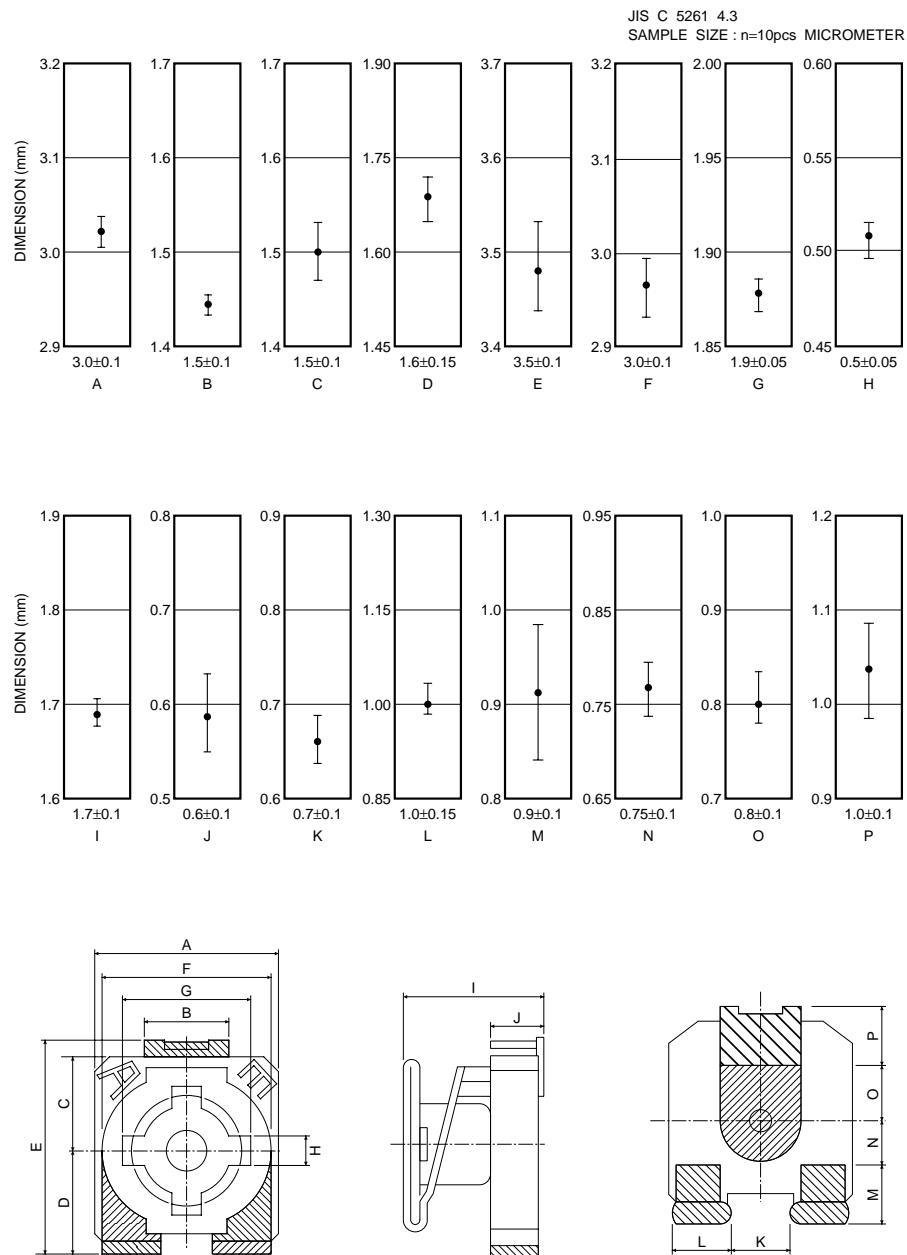 JIS C 5261 4.3
SAMPLE SIZE : n=10pcs MICROMETER
DIMENSION (mm)
3.2 1.7 1.7 1.90 3.7 3.2 2.00 0.60
3.1 1.6 1.6 1.75 3.6 3.1 1.95 0.55
3.0 1.5 1.5 1.60 3.5 3.0 1.90 0.50
2.9 1.4 1.4 1.45 3.4 2.9 1.85 0.45
3.0±0.1 1.5±0.1 1.5±0.1 1.6±0.15 3.5±0.1 3.0±0.1 1.9±0.05 0.5±0.05
A B C D E F G H
DIMENSION (mm)
1.9 0.8 0.9 1.30 1.1 0.95 1.0 1.2
1.8 0.7 0.8 1.15 1.0 0.85 0.9 1.1
1.7 0.6 0.7 1.00 0.9 0.75 0.8 1.0
1.6 0.5 0.6 0.85 0.8 0.65 0.7 0.9
1.7±0.1 0.6±0.1 0.7±0.1 1.0±0.15 0.9±0.1 0.75±0.1 0.8±0.1 1.0±0.1
I J K L M N O P
A
F
G
B
C
E
D
H
I
J
P
O
N
M
L K